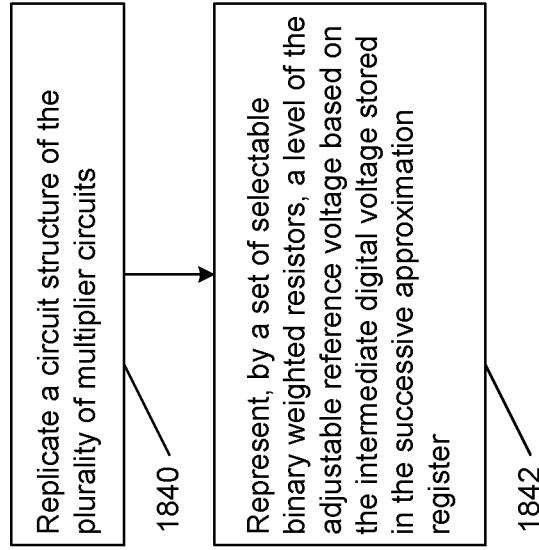 Replicate a circuit structure of the
plurality of multiplier circuits
1840
Represent, by a set of selectable
binary weighted resistors, a level of the
adjustable reference voltage based on
the intermediate digital voltage stored
in the successive approximation
register
1842